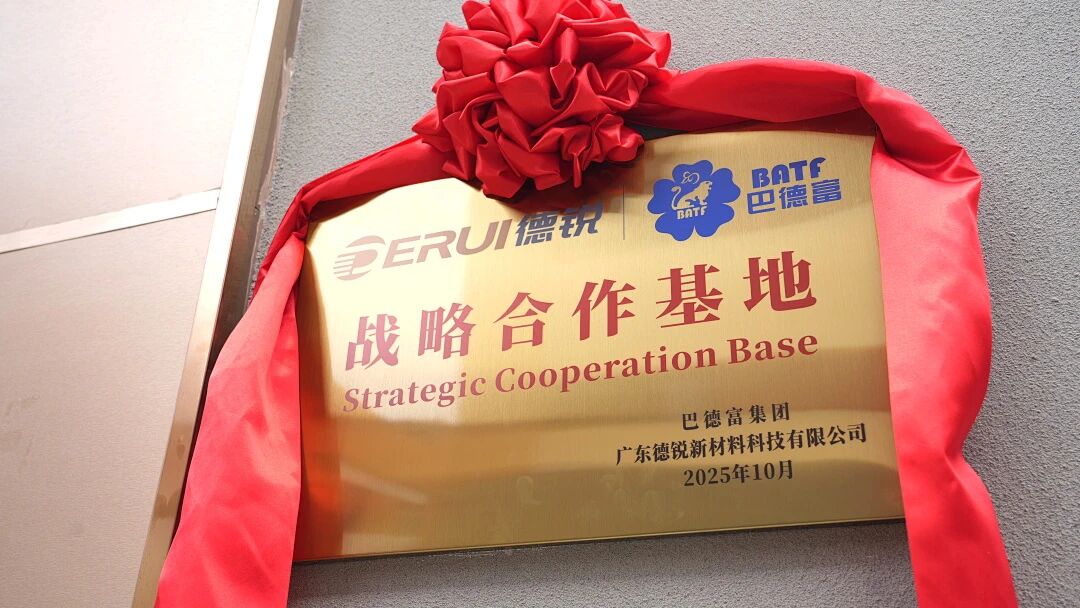 DERUI德锐
BATF
BATF
巴德富
战略合作基地
Strategic Cooperation Base
巴德富集团
广东德锐新材料科技有限公司
2025年10月